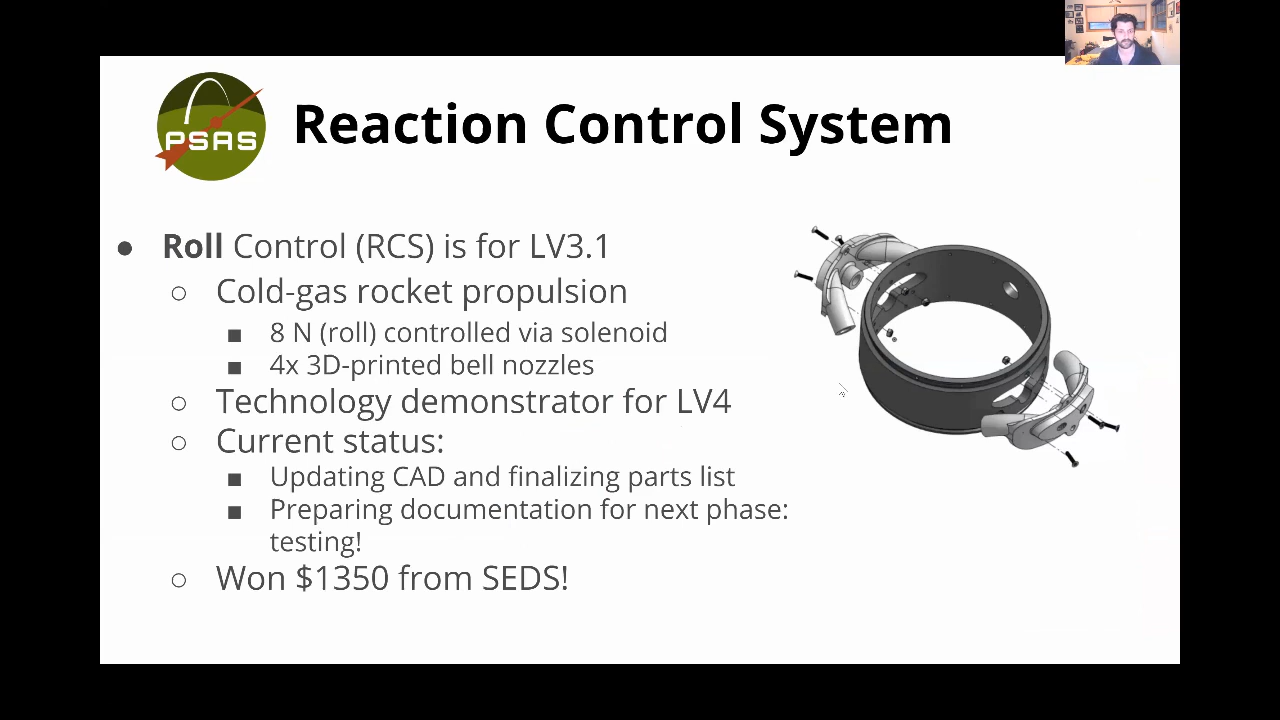 PSAS
Reaction Control System
● Roll Control (RCS) is for LV3.1
○ Cold-gas rocket propulsion
■ 8 N (roll) controlled via solenoid
■ 4x 3D-printed bell nozzles
○ Technology demonstrator for LV4
○ Current status:
■ Updating CAD and finalizing parts list
■ Preparing documentation for next phase:
testing!
○ Won $1350 from SEDS!